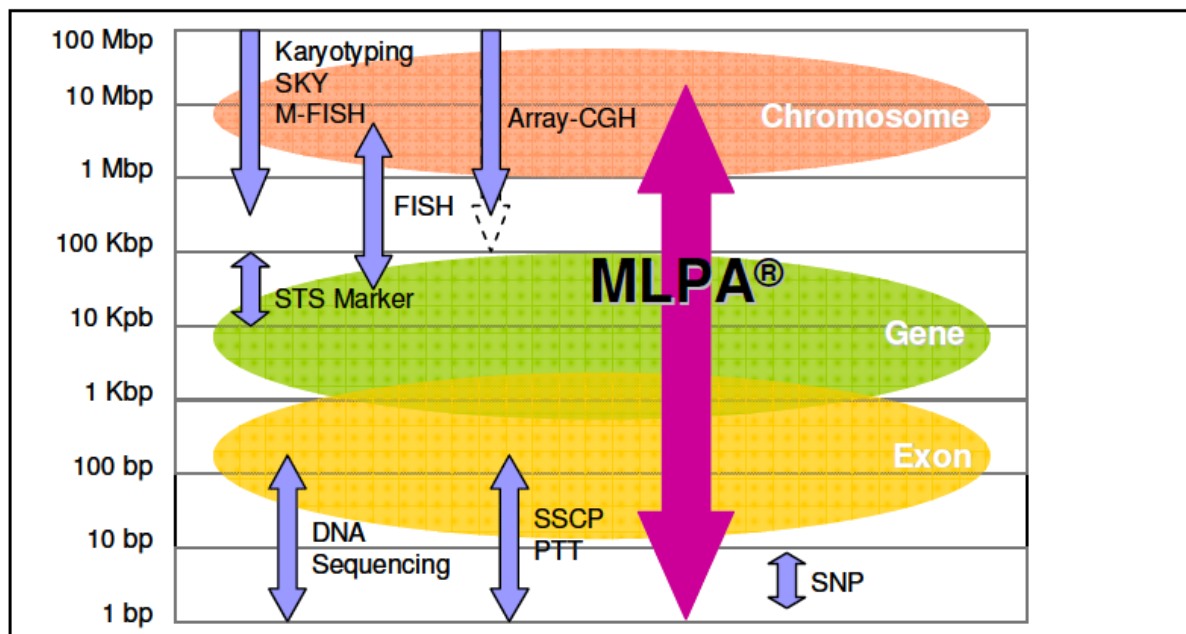 100 Mbp
Karyotyping
SKY
M-FISH
10 Mbp
Array-CGH
Chromosome
1 Mbp
FISH
100 Kbp
MLPA®
STS Marker
10 Kpb
Gene
1 Kbp
Exon
100 bp
DNA
Sequencing
SSCP
PTT
10 bp
SNP
1 bp